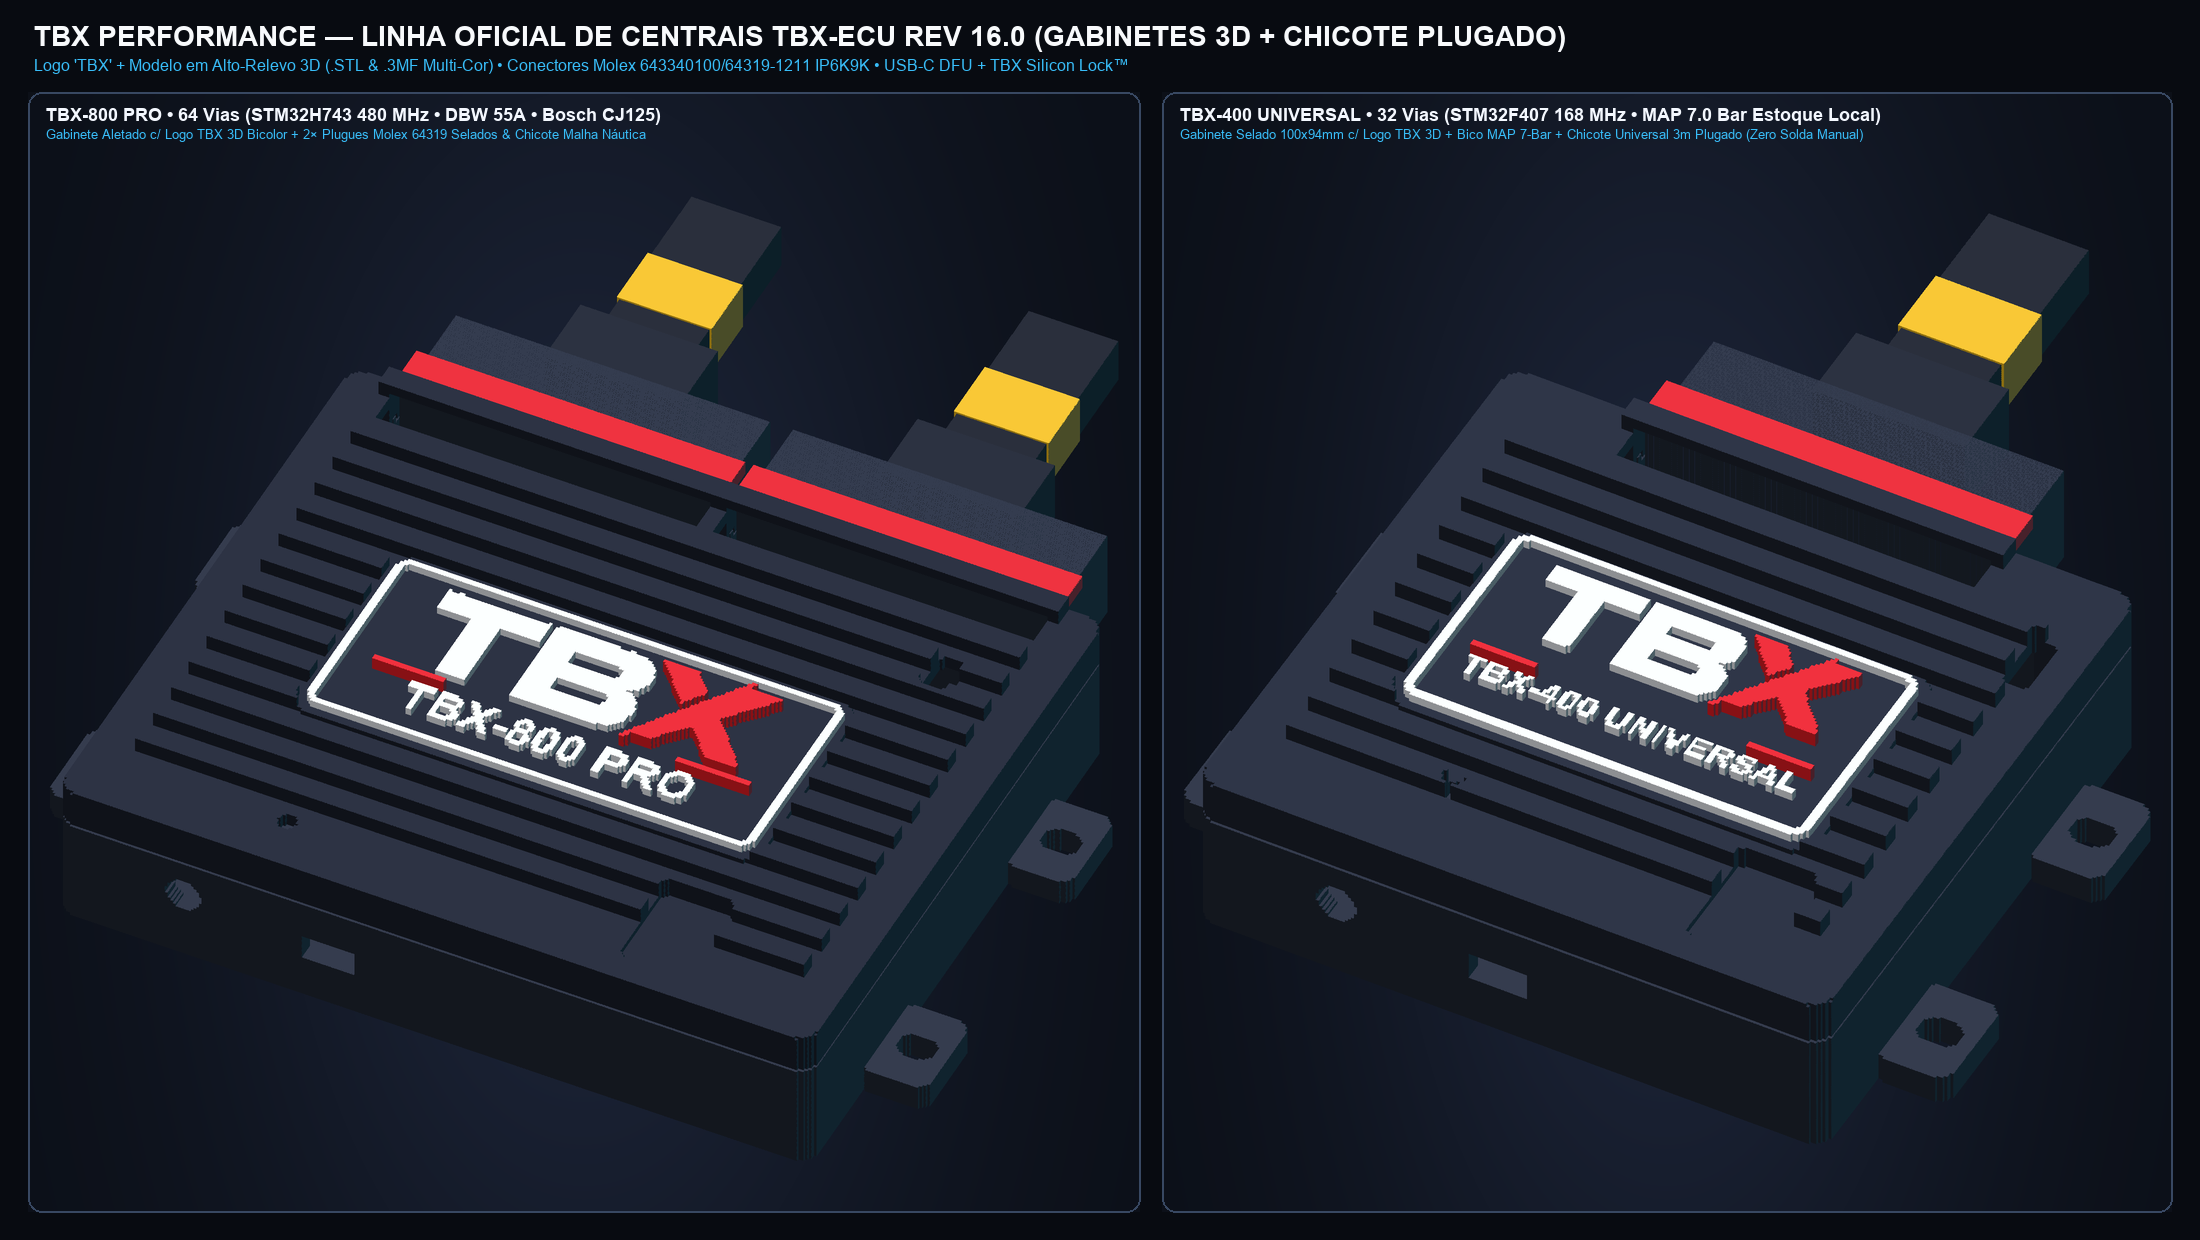 TBX PERFORMANCE — LINHA OFICIAL DE CENTRAIS TBX-ECU REV 16.0 (GABINETES 3D + CHICOTE PLUGADO)
Logo 'TBX' + Modelo em Alto-Relevo 3D (.STL & .3MF Multi-Cor) • Conectores Molex 643340100/64319-1211 IP6K9K • USB-C DFU + TBX Silicon Lock™
TBX-800 PRO • 64 Vias (STM32H743 480 MHz • DBW 55A • Bosch CJ125)
Gabinete Aletado c/ Logo TBX 3D Bicolor + 2× Plugues Molex 64319 Selados & Chicote Malha Náutica
TBX
TBX-800 PRO
TBX-400 UNIVERSAL • 32 Vias (STM32F407 168 MHz • MAP 7.0 Bar Estoque Local)
Gabinete Selado 100x94mm c/ Logo TBX 3D + Bico MAP 7-Bar + Chicote Universal 3m Plugado (Zero Solda Manual)
TBX
TBX-400 UNIVERSAL